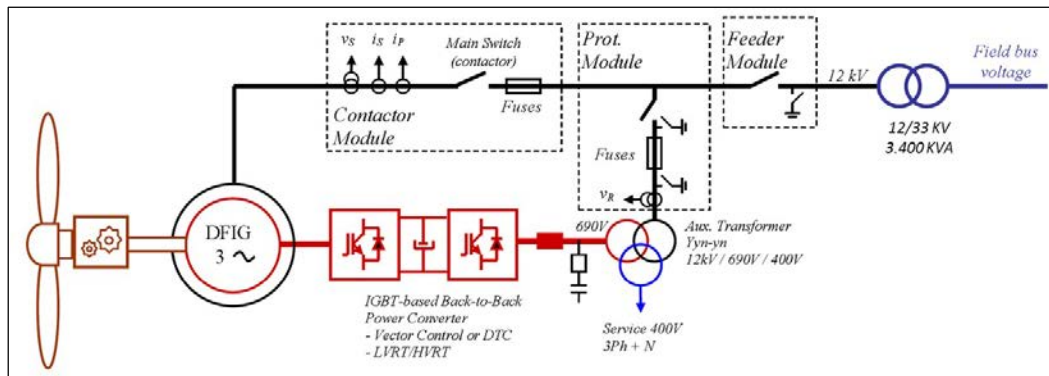 vS iS iP
Main Switch
(contactor)
Fuses
Contactor
Module
Prot.
Module
Fuses
vR
Feeder
Module
12 kV
Field bus
voltage
12/33 KV
3.400 KVA
DFIG
3
690V
Aux. Transformer
Yyn-yn
12kV / 690V / 400V
IGBT-based Back-to-Back
Power Converter
- Vector Control or DTC
- LVRT/HVRT
Service 400V
3Ph + N